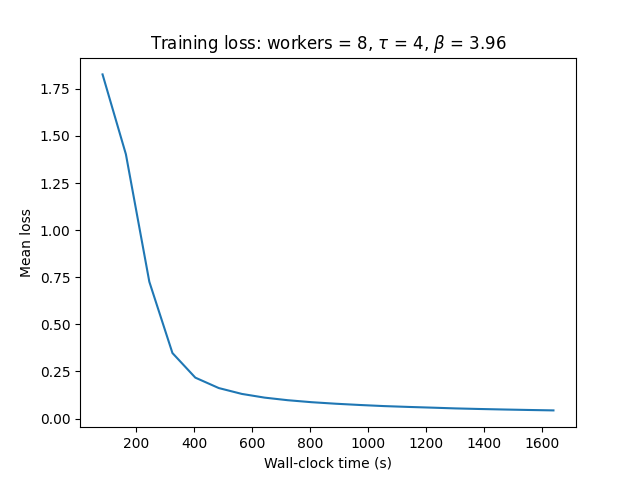 Training loss: workers = 8, τ = 4, β = 3.96
1.75
1.50
1.25
1.00
0.75
0.50
0.25
0.00
Mean loss
200 400 600 800 1000 1200 1400 1600
Wall-clock time (s)